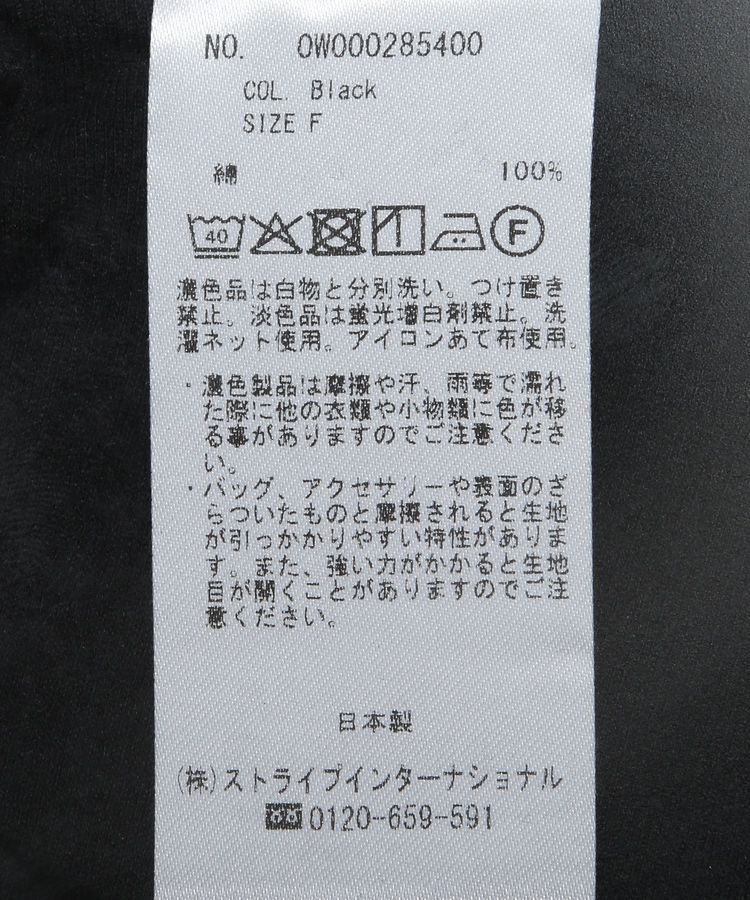 NO. OW000285400
COL. Black
SIZE F
綿 100%
40 F
濃色品は白物と分別洗い。つけ置き
禁止。淡色品は蛍光増白剤禁止。洗
濯ネット使用。アイロンあて布使用。
・濃色製品は摩擦や汗、雨等で濡れ
た際に他の衣類や小物類に色が移
る事がありますのでご注意くださ
い。
・バッグ、アクセサリーや表面のざ
らついたものと摩擦されると生地
が引っかかりやすい特性がありま
す。また、強い力がかかると生地
目が開くことがありますのでご注
意ください。
日本製
(株)ストライプインターナショナル
0120-659-591